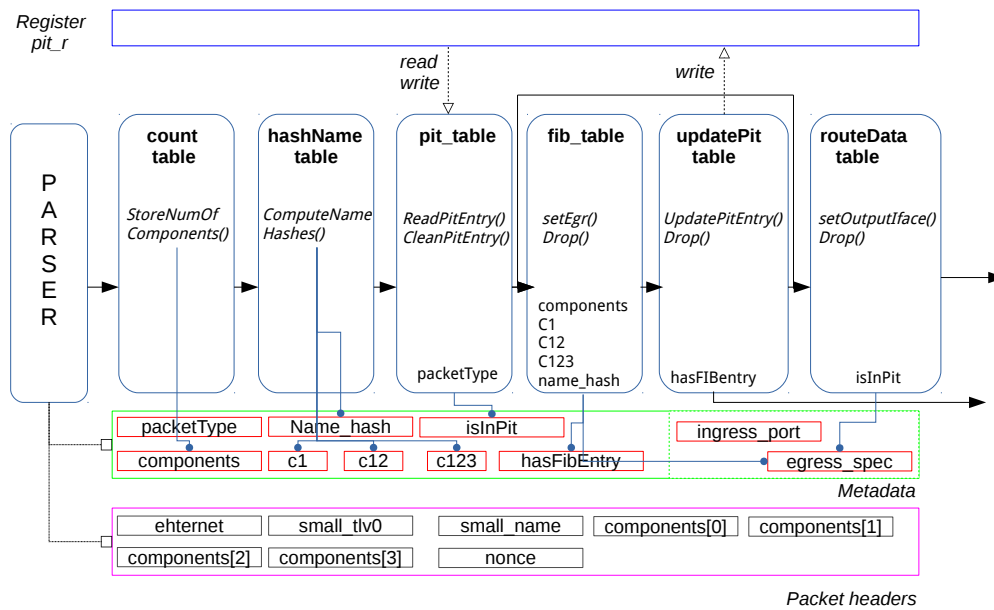 Register
pit_r
read
write
write
P
A
R
S
E
R
count
table
StoreNumOf
Components()
hashName
table
ComputeName
Hashes()
pit_table
ReadPitEntry()
CleanPitEntry()
packetType
fib_table
setEgr()
Drop()
components
C1
C12
C123
name_hash
updatePit
table
UpdatePitEntry()
Drop()
hasFIBentry
routeData
table
setOutputIface()
Drop()
isInPit
packetType
Name_hash
isInPit
ingress_port
components
c1
c12
c123
hasFibEntry
egress_spec
Metadata
ehternet
small_tlv0
small_name
components[0]
components[1]
components[2]
components[3]
nonce
Packet headers